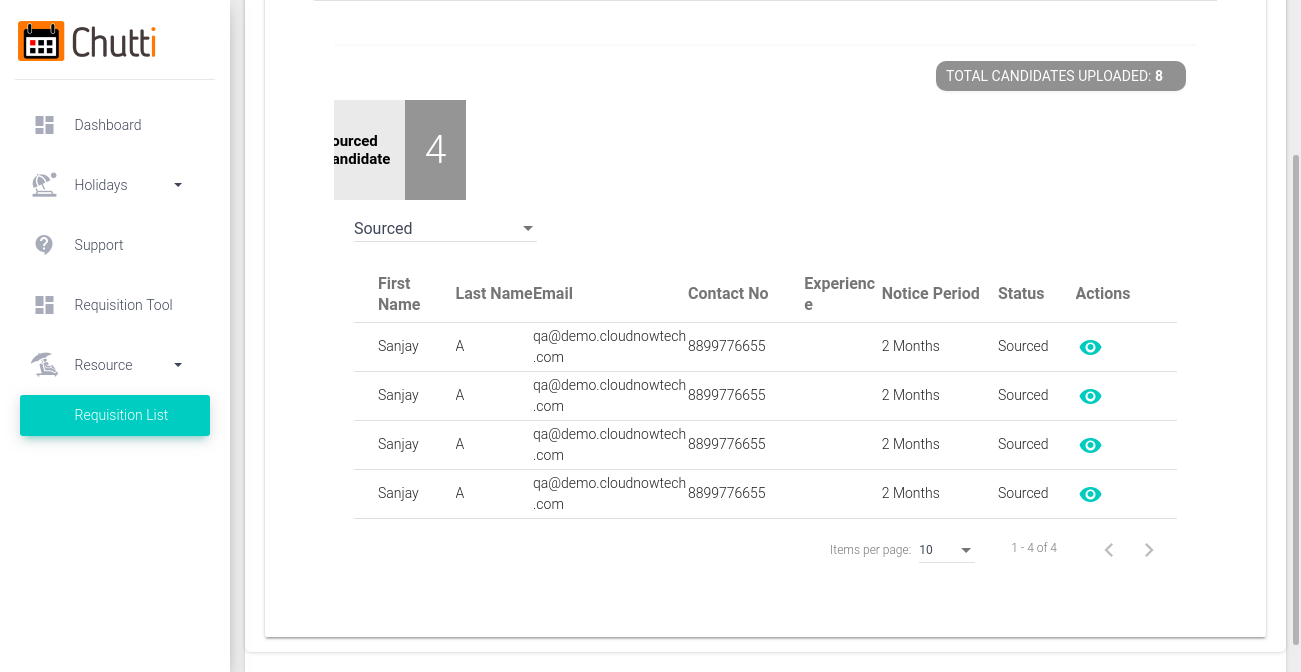 Chutti
Dashboard
Holidays
Support
Requisition Tool
Resource
Requisition List
TOTAL CANDIDATES UPLOADED: 8
ourced
andidate
4
Sourced
First Name Last Name Email Contact No Experienc
e Notice Period Status Actions
Sanjay A qa@demo.cloudnowtech
.com 8899776655 2 Months Sourced
Sanjay A qa@demo.cloudnowtech
.com 8899776655 2 Months Sourced
Sanjay A qa@demo.cloudnowtech
.com 8899776655 2 Months Sourced
Sanjay A qa@demo.cloudnowtech
.com 8899776655 2 Months Sourced
Items per page: 10 1 - 4 of 4